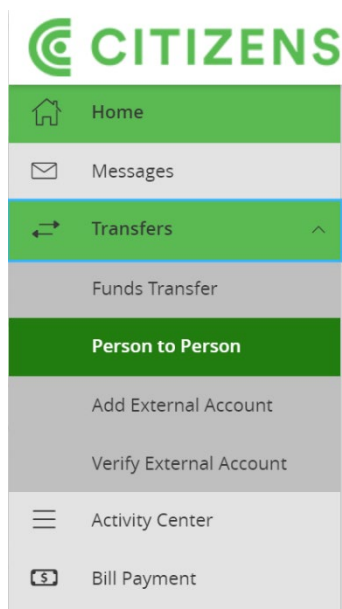 CITIZENS
Home
Messages
Transfers
Funds Transfer
Person to Person
Add External Account
Verify External Account
Activity Center
$
Bill Payment